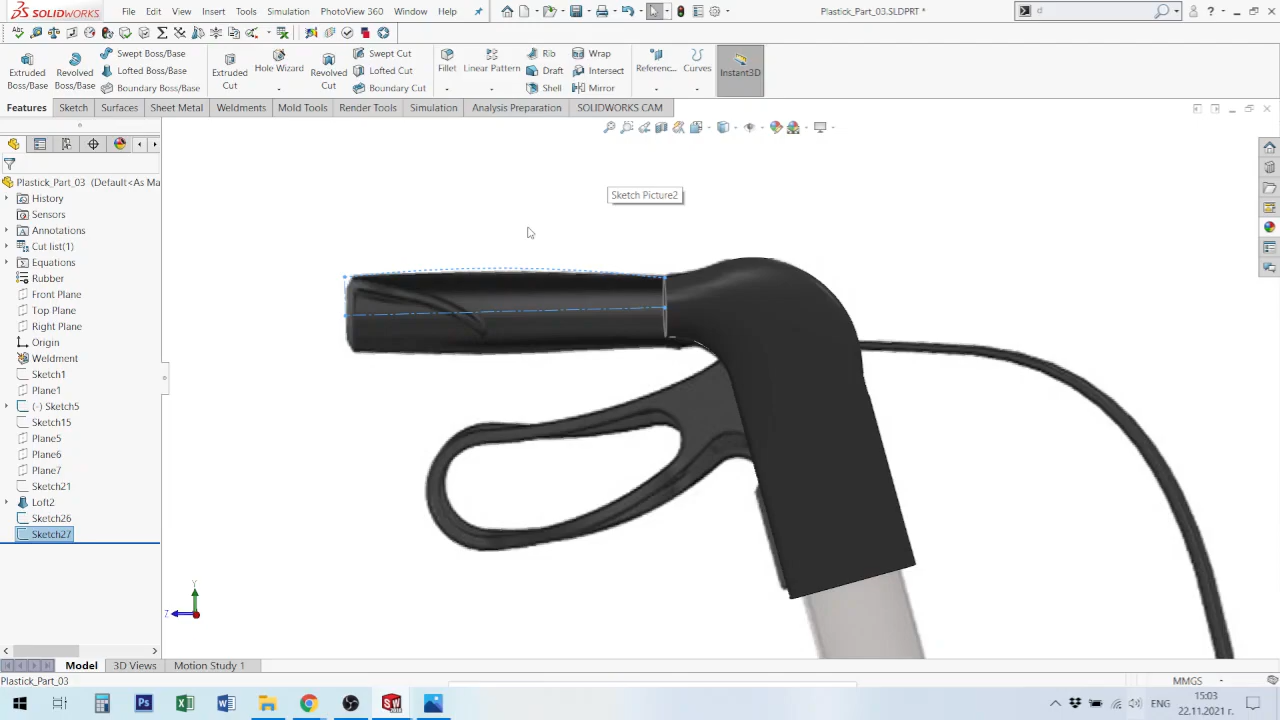 SOLIDWORKS File Edit View Insert Tools Simulation PhotoView 360 Window Help Plastick_Part_03.SLDPRT * d
Extruded Boss/Base
Revolved Boss/Base
Swept Boss/Base
Lofted Boss/Base
Boundary Boss/Base
Extruded Cut
Hole Wizard
Revolved Cut
Swept Cut
Lofted Cut
Boundary Cut
Fillet
Linear Pattern
Rib
Draft
Shell
Wrap
Intersect
Mirror
Referenc...
Curves
Instant3D
Features Sketch Surfaces Sheet Metal Weldments Mold Tools Render Tools Simulation Analysis Preparation SOLIDWORKS CAM
Plastick_Part_03 (Default<As Ma
History
Sensors
Annotations
Cut list(1)
Equations
Rubber
Front Plane
Top Plane
Right Plane
Origin
Weldment
Sketch1
Plane1
(-) Sketch5
Sketch15
Plane5
Plane6
Plane7
Sketch21
Loft2
Sketch26
Sketch27
Sketch Picture2
Y
Z
Model 3D Views Motion Study 1
Plastick_Part_03 MMGS
ENG
15:03
22.11.2021 г.